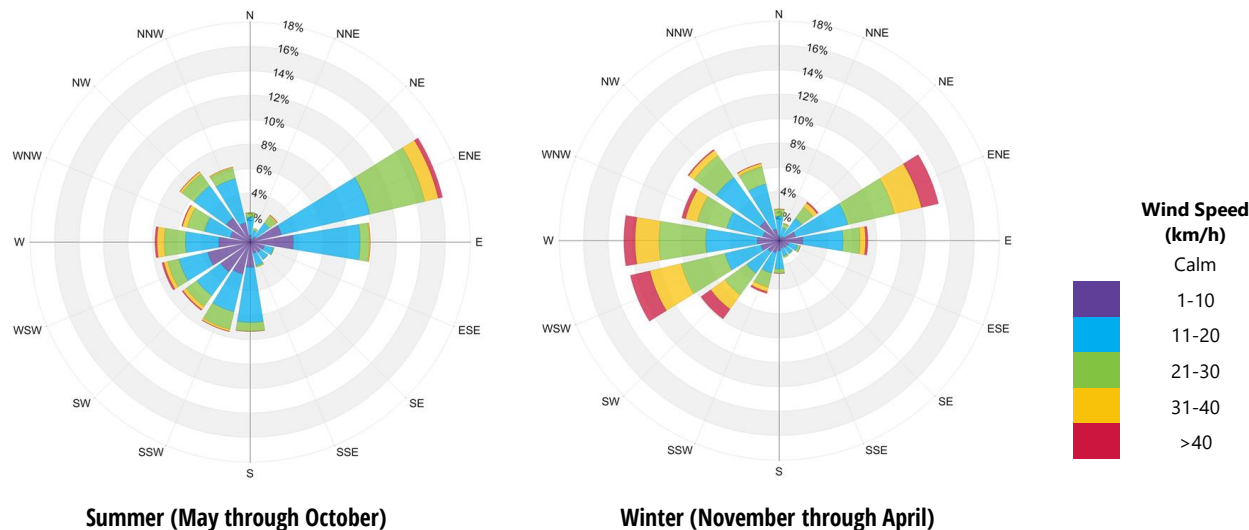 N
NNE
NE
ENE
E
ESE
SE
SSE
S
SSW
SW
WSW
W
WNW
NW
NNW
18%
16%
14%
12%
10%
8%
6%
4%
2%
Summer (May through October)
N
NNE
NE
ENE
E
ESE
SE
SSE
S
SSW
SW
WSW
W
WNW
NW
NNW
18%
16%
14%
12%
10%
8%
6%
4%
2%
Winter (November through April)
Wind Speed
(km/h)
Calm
1-10
11-20
21-30
31-40
>40